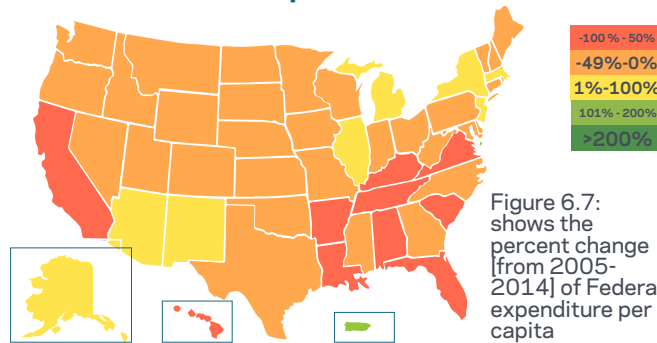 -100 % - 50%
-49%-0%
1%-100%
101% - 200%
>200%
Figure 6.7:
shows the
percent change
[from 2005-
2014] of Federa
expenditure per
capita